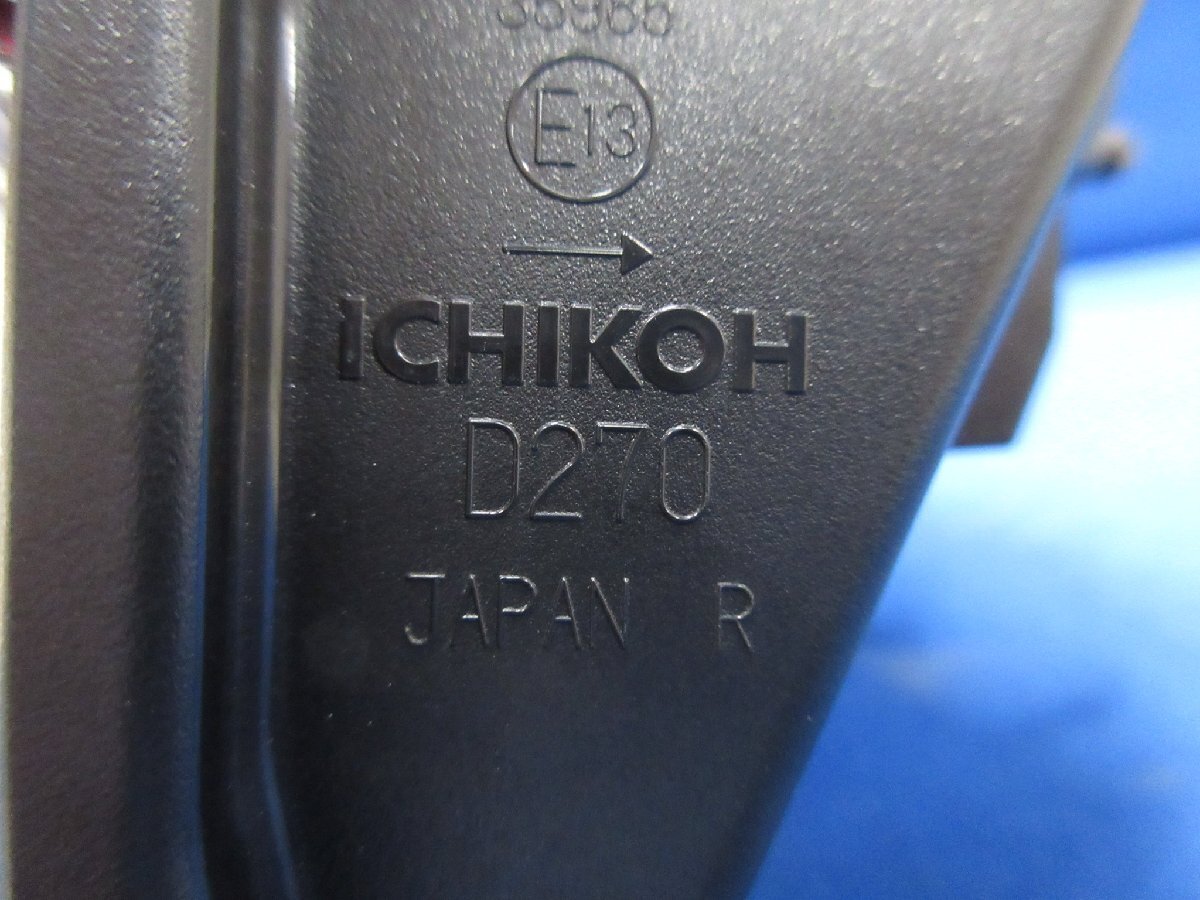 E13
ICHIKOH
D270
JAPAN R